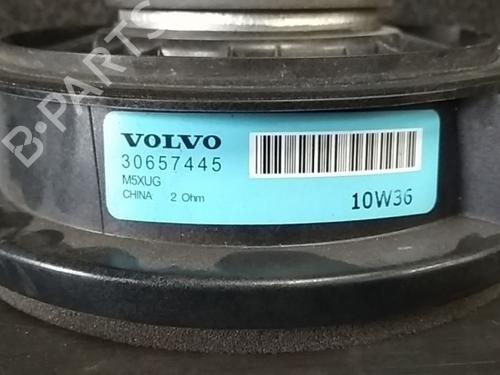 B-PARTS
VOLVO
30657445
M5XUG
CHINA 2 Ohm
10W36